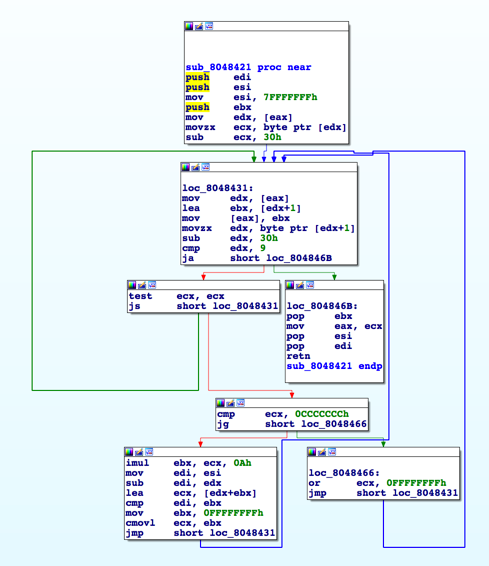 sub_8048421 proc near
push edi
push esi
mov esi, 7FFFFFFFh
push ebx
mov edx, [eax]
movzx ecx, byte ptr [edx]
sub ecx, 30h
loc_8048431:
mov edx, [eax]
lea ebx, [edx+1]
mov [eax], ebx
movzx edx, byte ptr [edx+1]
sub edx, 30h
cmp edx, 9
ja short loc_804846B
test ecx, ecx
js short loc_8048431
loc_804846B:
pop ebx
mov eax, ecx
pop esi
pop edi
retn
sub_8048421 endp
cmp ecx, 0CCCCCCCh
jg short loc_8048466
imul ebx, ecx, 0Ah
mov edi, esi
sub edi, edx
lea ecx, [edx+ebx]
cmp edi, ebx
mov ebx, 0FFFFFFFFh
cmovl ecx, ebx
jmp short loc_8048431
loc_8048466:
or ecx, 0FFFFFFFFh
jmp short loc_8048431